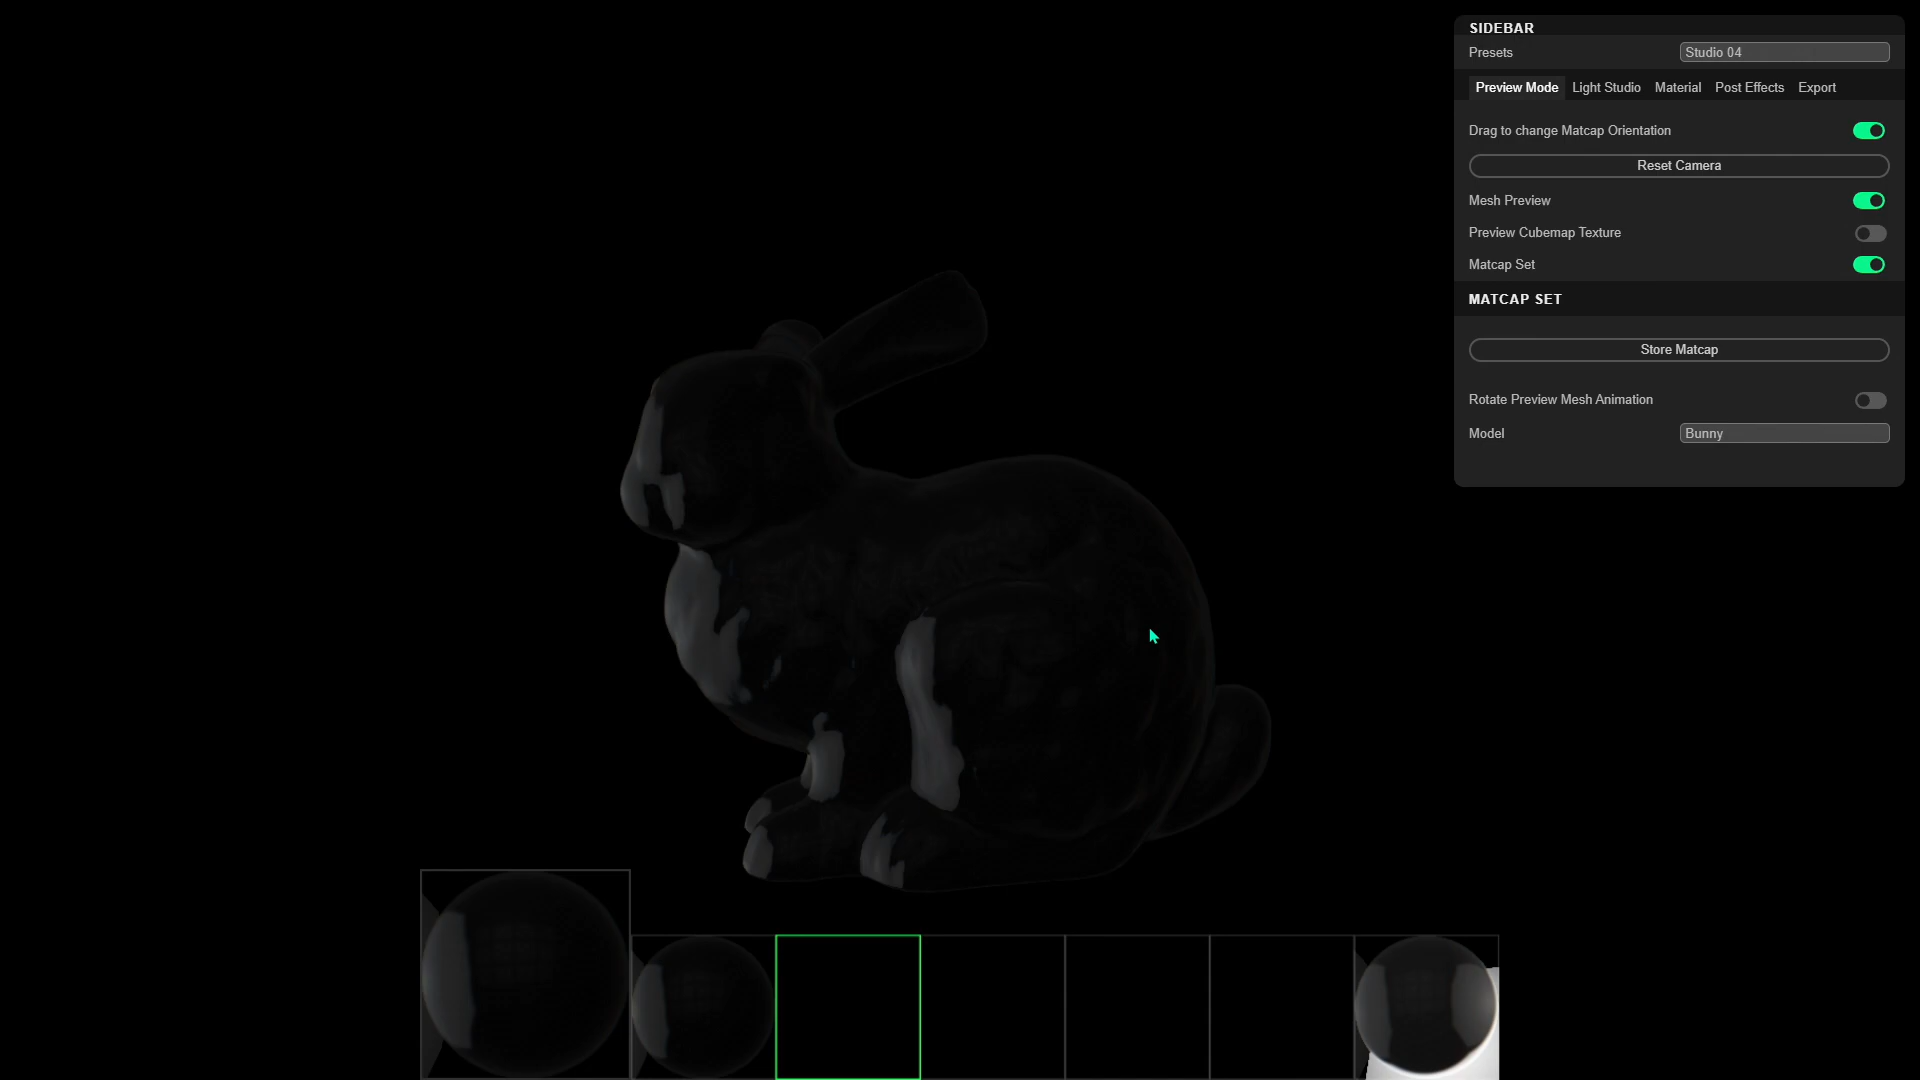 SIDEBAR
Presets Studio 04
Preview Mode Light Studio Material Post Effects Export
Drag to change Matcap Orientation
Reset Camera
Mesh Preview
Preview Cubemap Texture
Matcap Set
MATCAP SET
Store Matcap
Rotate Preview Mesh Animation
Model Bunny